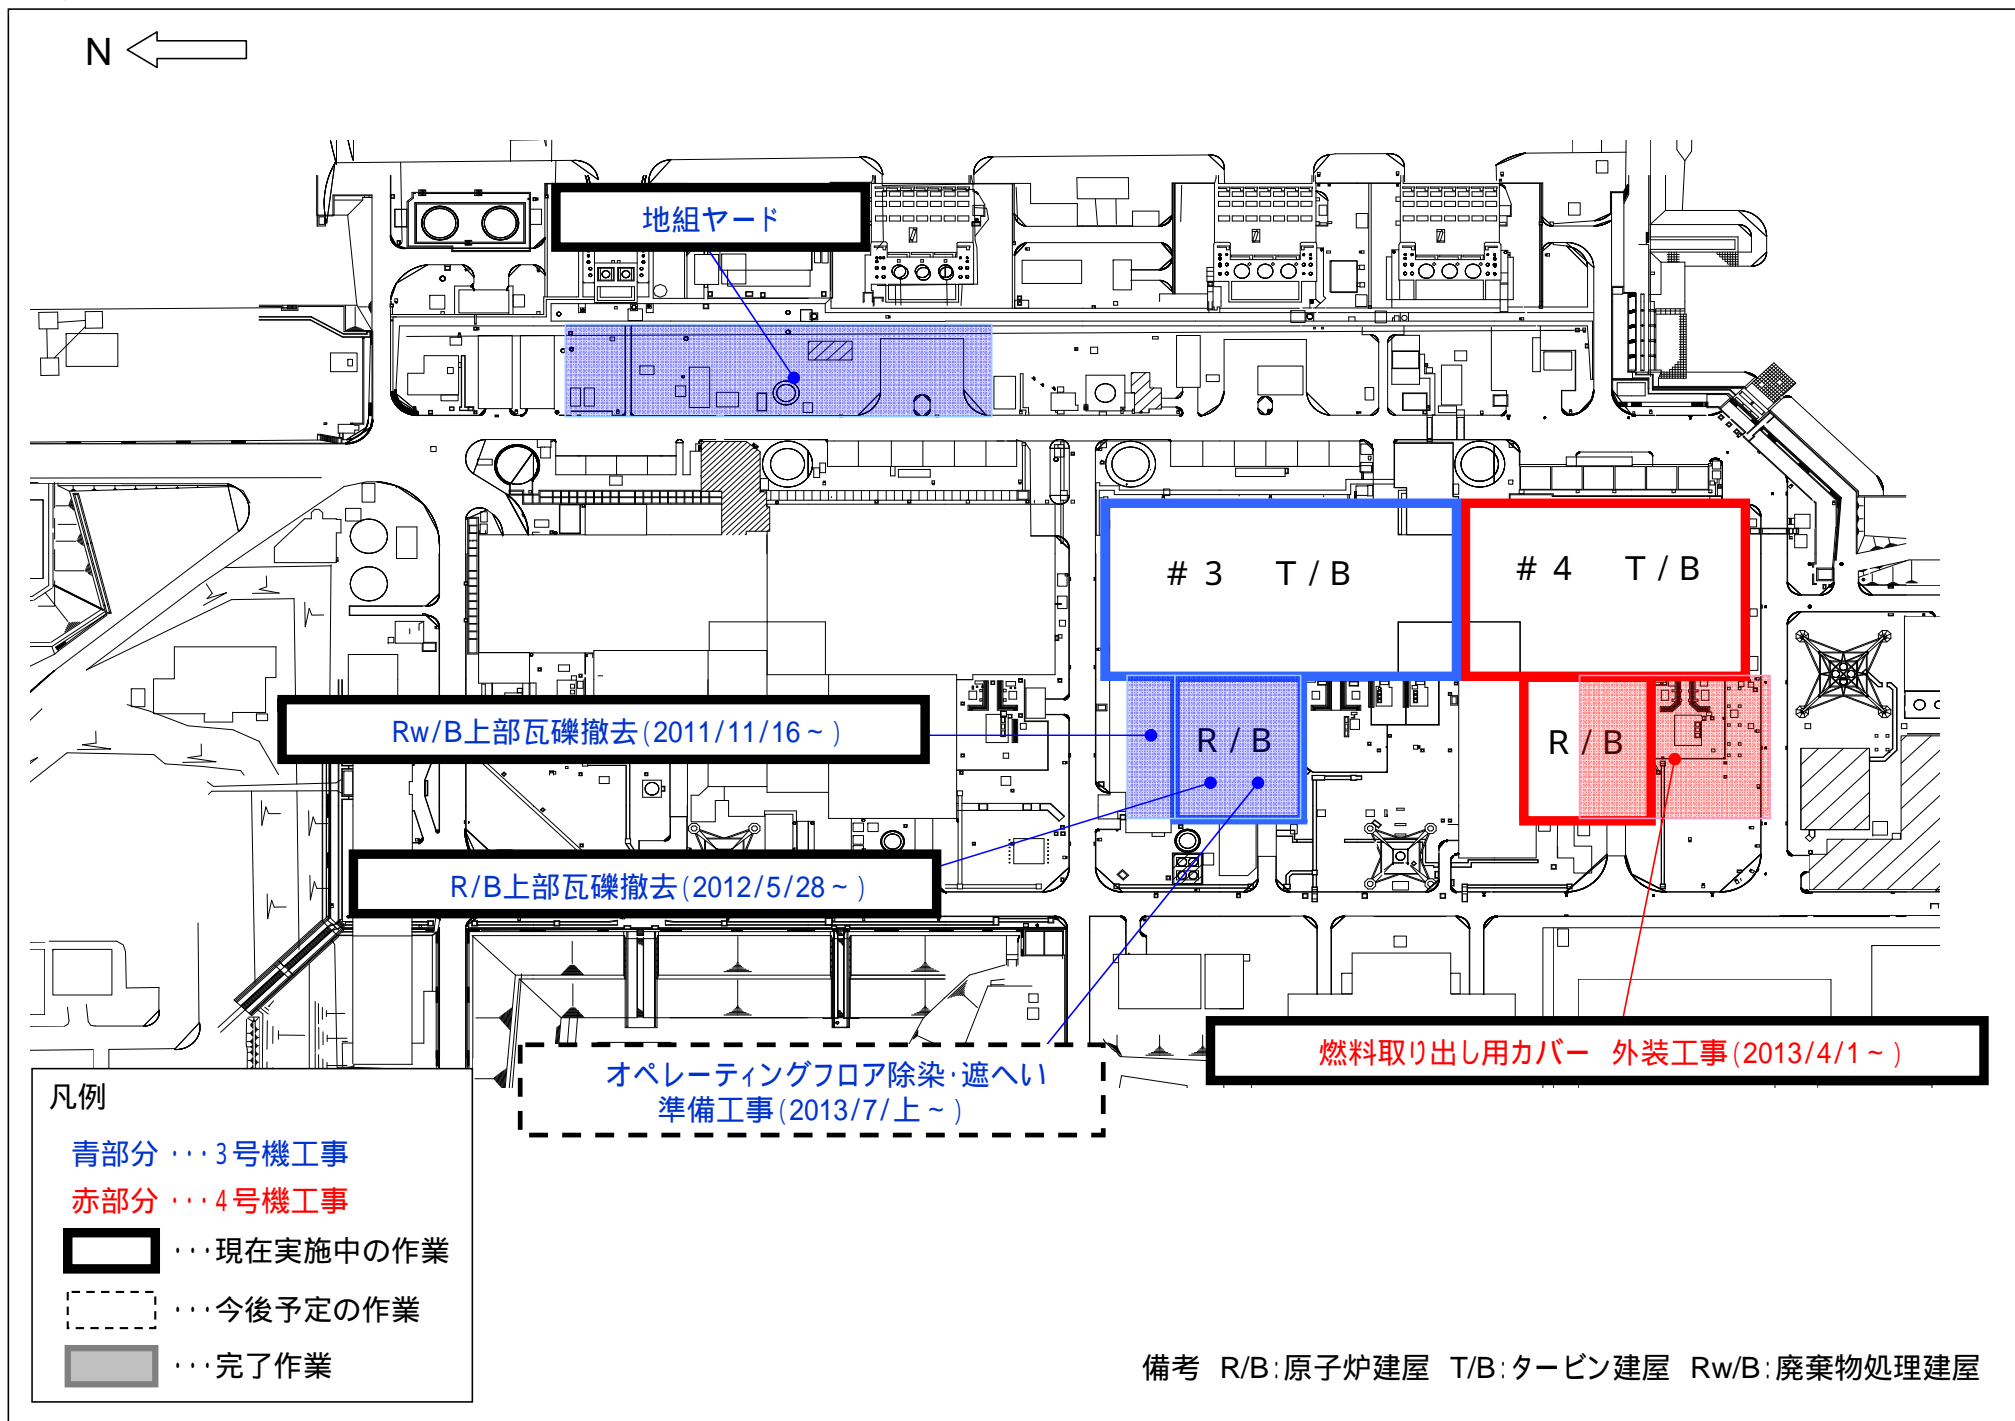 N
地組ヤード
# 3 T / B
# 4 T / B
Rw/B上部瓦礫撤去(2011/11/16~)
R / B
R / B
R/B上部瓦礫撤去(2012/5/28~)
オペレーティングフロア除染・遮へい
準備工事(2013/7/上~)
燃料取り出し用カバー 外装工事(2013/4/1~)
凡例
青部分 ・・・3号機工事
赤部分 ・・・4号機工事
・・・現在実施中の作業
・・・今後予定の作業
・・・完了作業
備考 R/B:原子炉建屋 T/B:タービン建屋 Rw/B:廃棄物処理建屋